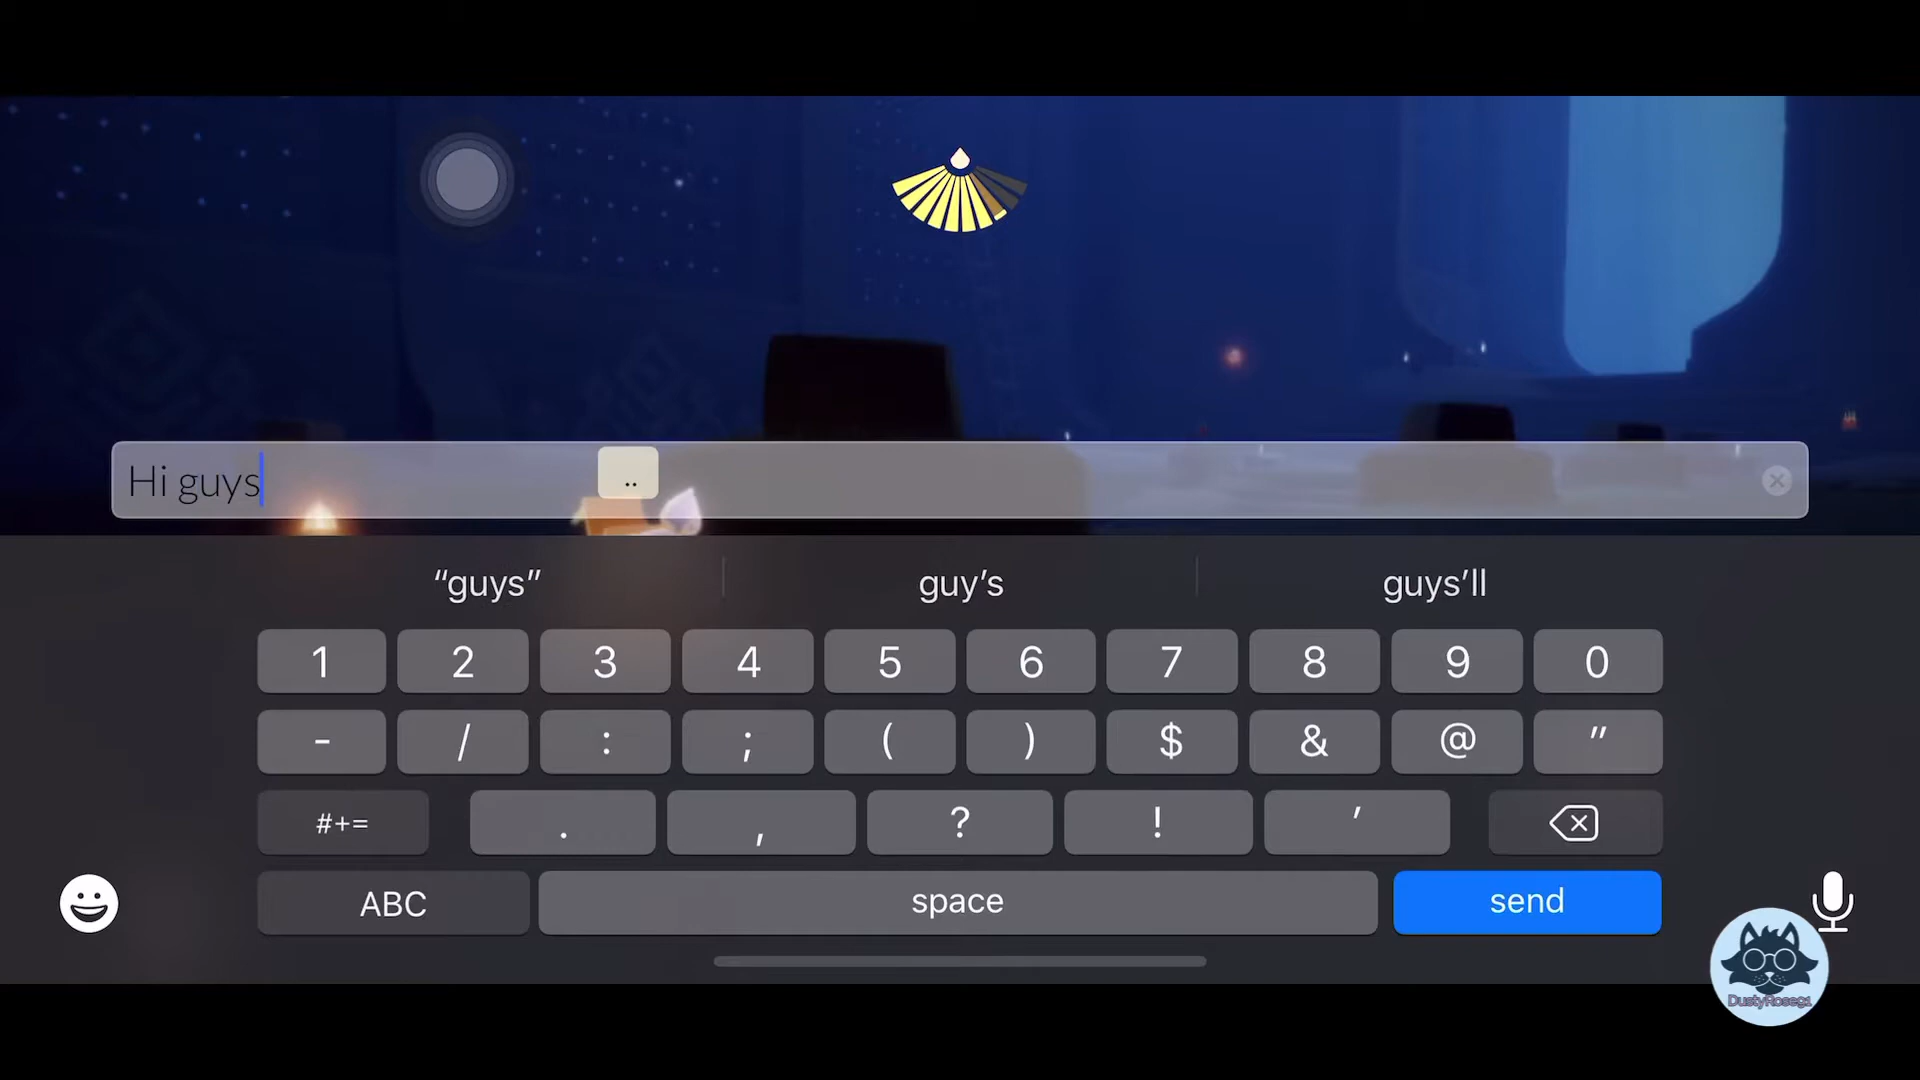 ..
Hi guys
“guys” guy’s guys’ll
1 2 3 4 5 6 7 8 9 0
- / : ; ( ) $ & @ "
#+= . , ? ! '
ABC space send
DustyRose91